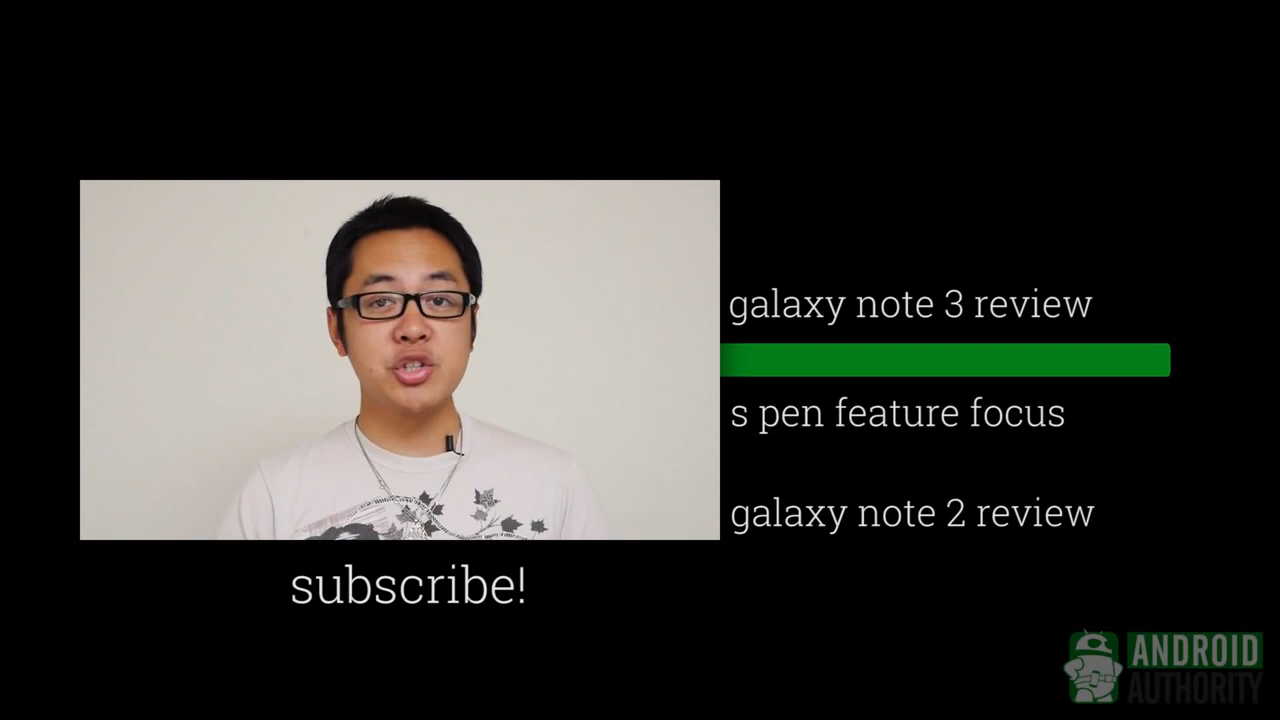 galaxy note 3 review
s pen feature focus
galaxy note 2 review
subscribe!
ANDROID
AUTHORITY